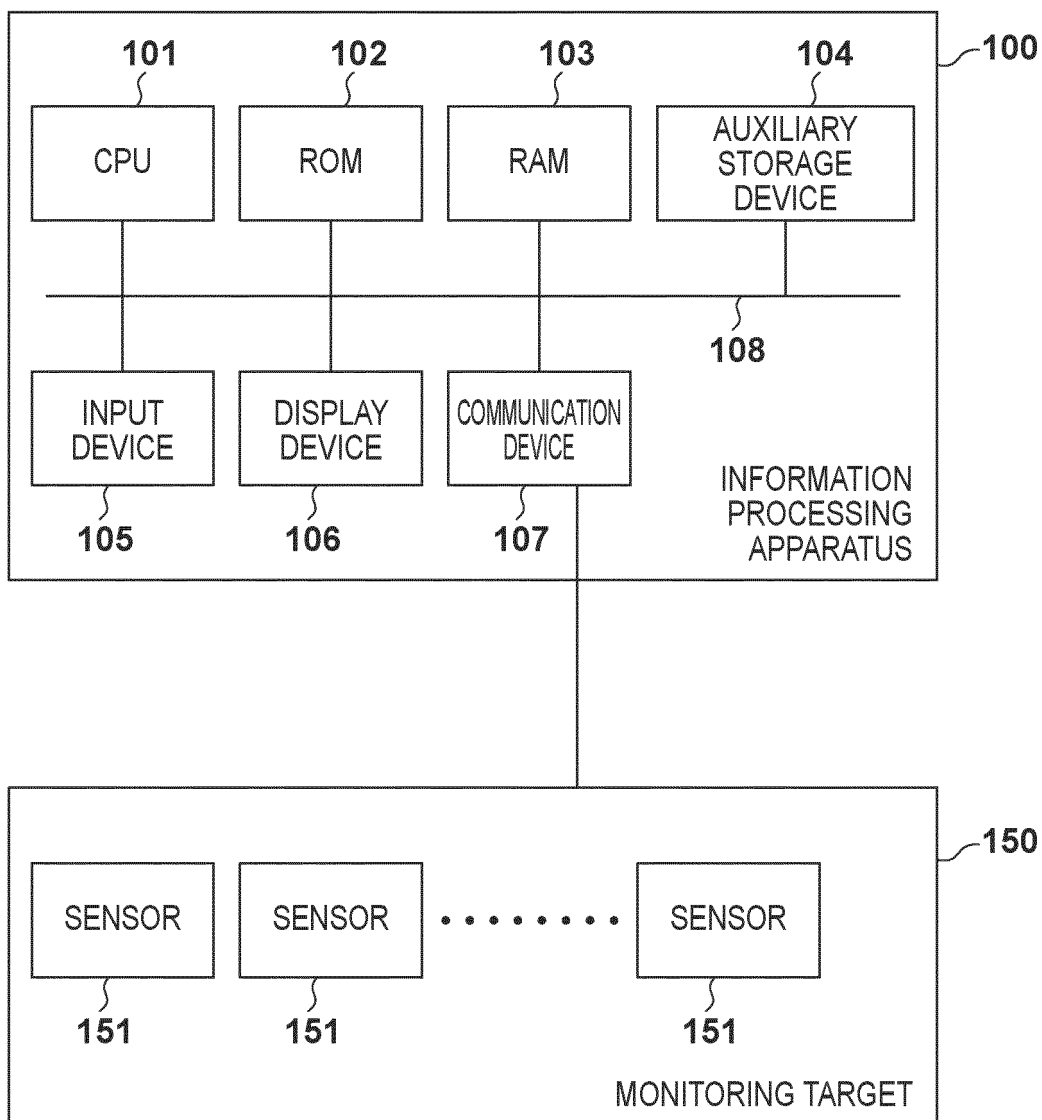 101
102
103
104
100
CPU
ROM
RAM
AUXILIARY
STORAGE
DEVICE
108
INPUT
DEVICE
DISPLAY
DEVICE
COMMUNICATION
DEVICE
105
106
107
INFORMATION
PROCESSING
APPARATUS
150
SENSOR
SENSOR
SENSOR
151
151
151
MONITORING TARGET